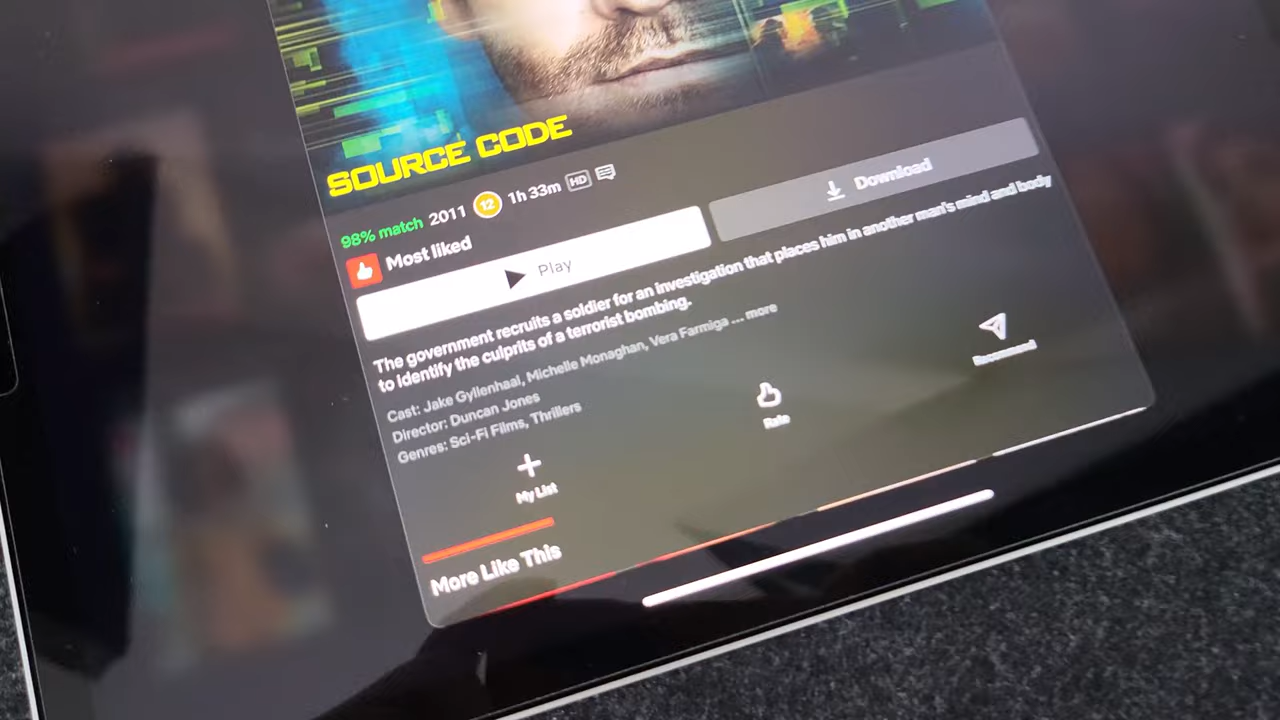 SOURCE CODE
98% match 2011 12 1h 33m HD
Most liked
Play
Download
The government recruits a soldier for an investigation that places him in another man's mind and body
to identify the culprits of a terrorist bombing.
Cast: Jake Gyllenhaal, Michelle Monaghan, Vera Farmiga ... more
Director: Duncan Jones
Genres: Sci-Fi Films, Thrillers
My List
Rate
Recommend
More Like This